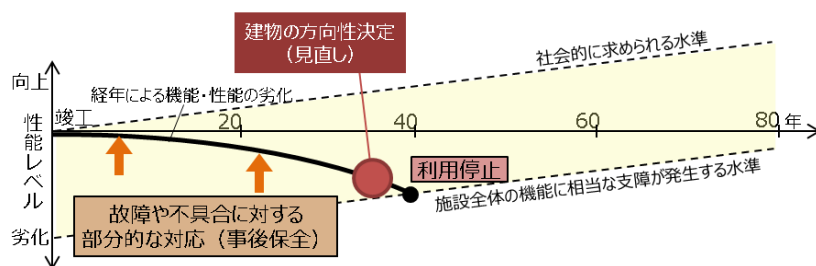 建物の方向性決定
（見直し）
社会的に求められる水準
向上
経年による機能・性能の劣化
竣工
20
40
60
80 年
性能レベル
利用停止
施設全体の機能に相当な支障が発生する水準
故障や不具合に対する
部分的な対応（事後保全）
劣化